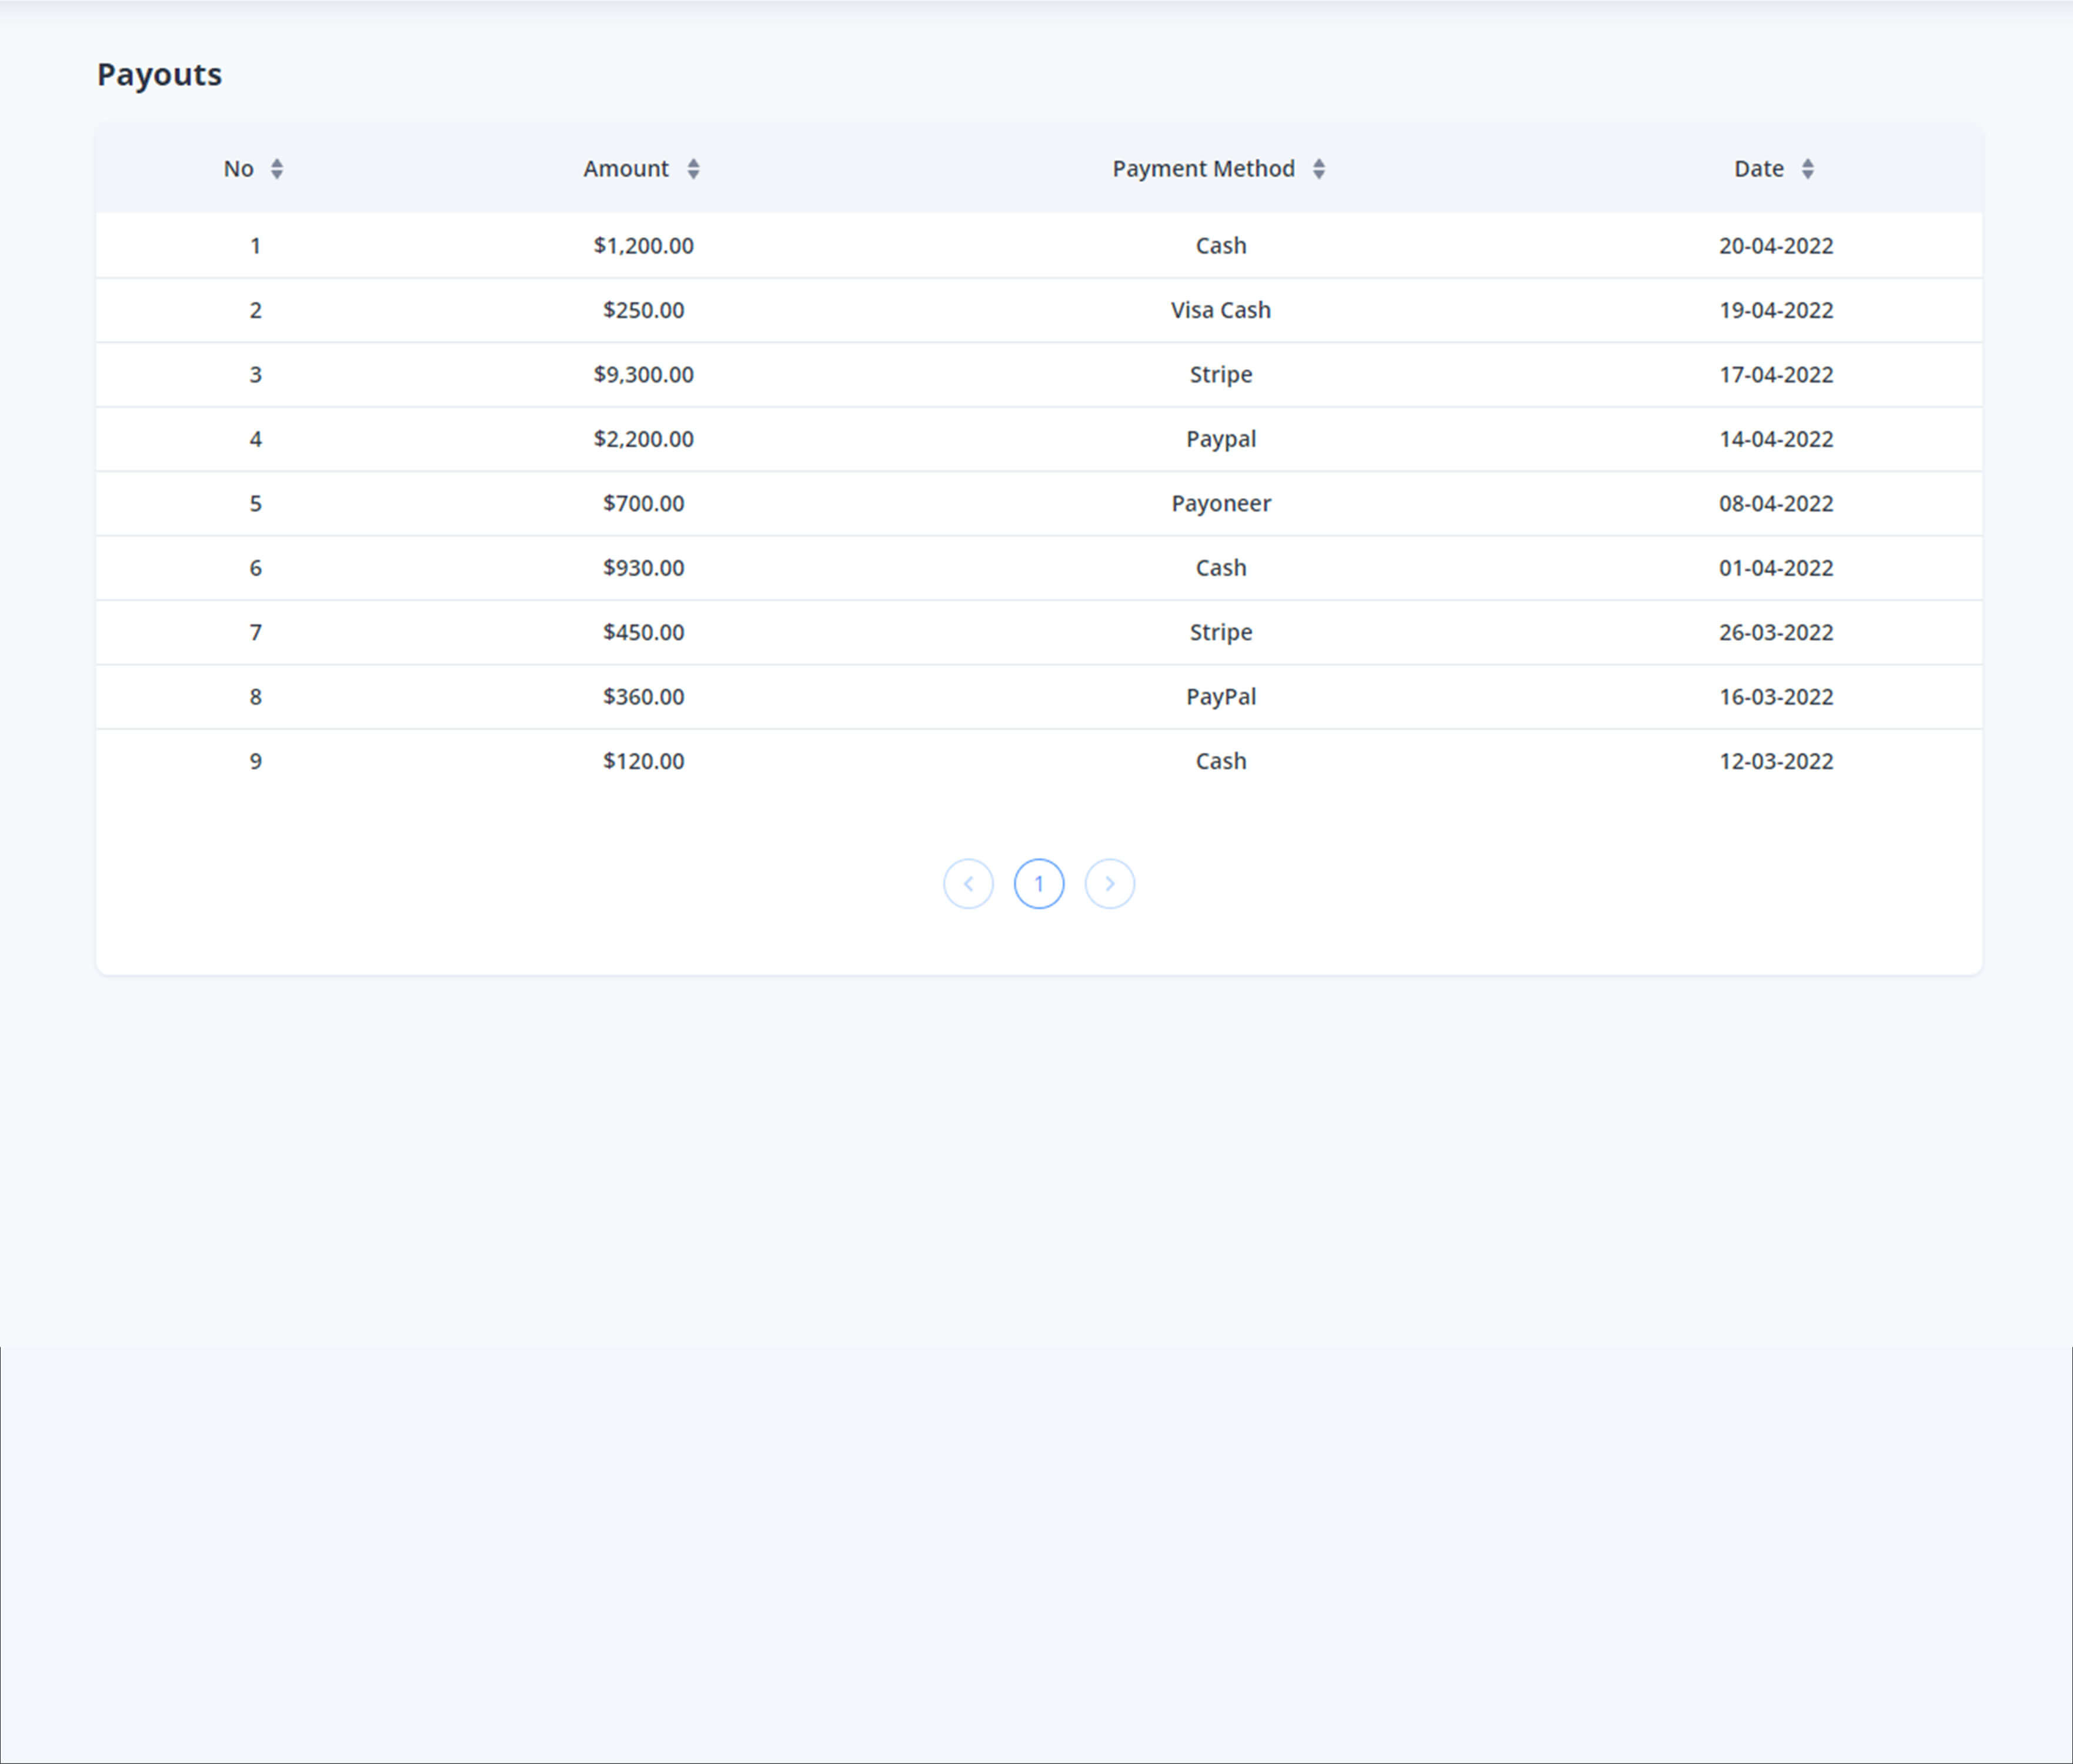 Payouts
No Amount Payment Method Date
1 $1,200.00 Cash 20-04-2022
2 $250.00 Visa Cash 19-04-2022
3 $9,300.00 Stripe 17-04-2022
4 $2,200.00 Paypal 14-04-2022
5 $700.00 Payoneer 08-04-2022
6 $930.00 Cash 01-04-2022
7 $450.00 Stripe 26-03-2022
8 $360.00 PayPal 16-03-2022
9 $120.00 Cash 12-03-2022
1